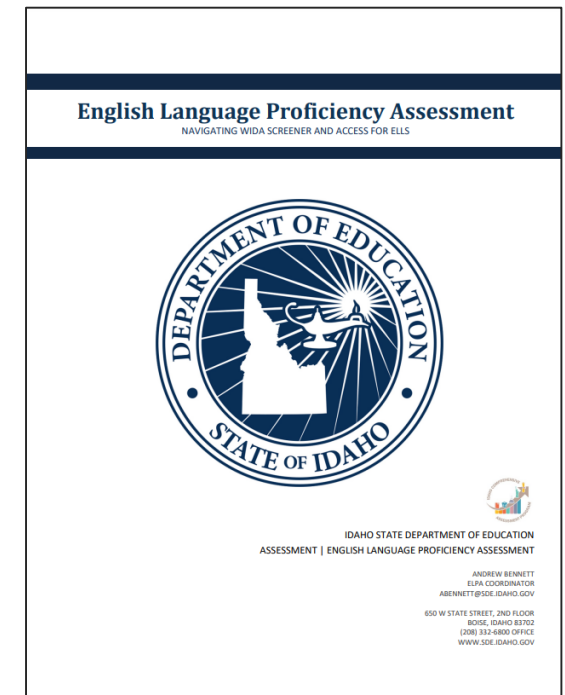 English Language Proficiency Assessment
NAVIGATING WIDA SCREENER AND ACCESS FOR ELLS
DEPARTMENT OF EDUCATION
STATE OF IDAHO
IDAHO STATE DEPARTMENT OF EDUCATION
ASSESSMENT | ENGLISH LANGUAGE PROFICIENCY ASSESSMENT
ANDREW BENNETT
ELPA COORDINATOR
ABENNETT@SDE.IDAHO.GOV
650 W STATE STREET, 2ND FLOOR
BOISE, IDAHO 83702
(208) 332-6800 OFFICE
WWW.SDE.IDAHO.GOV